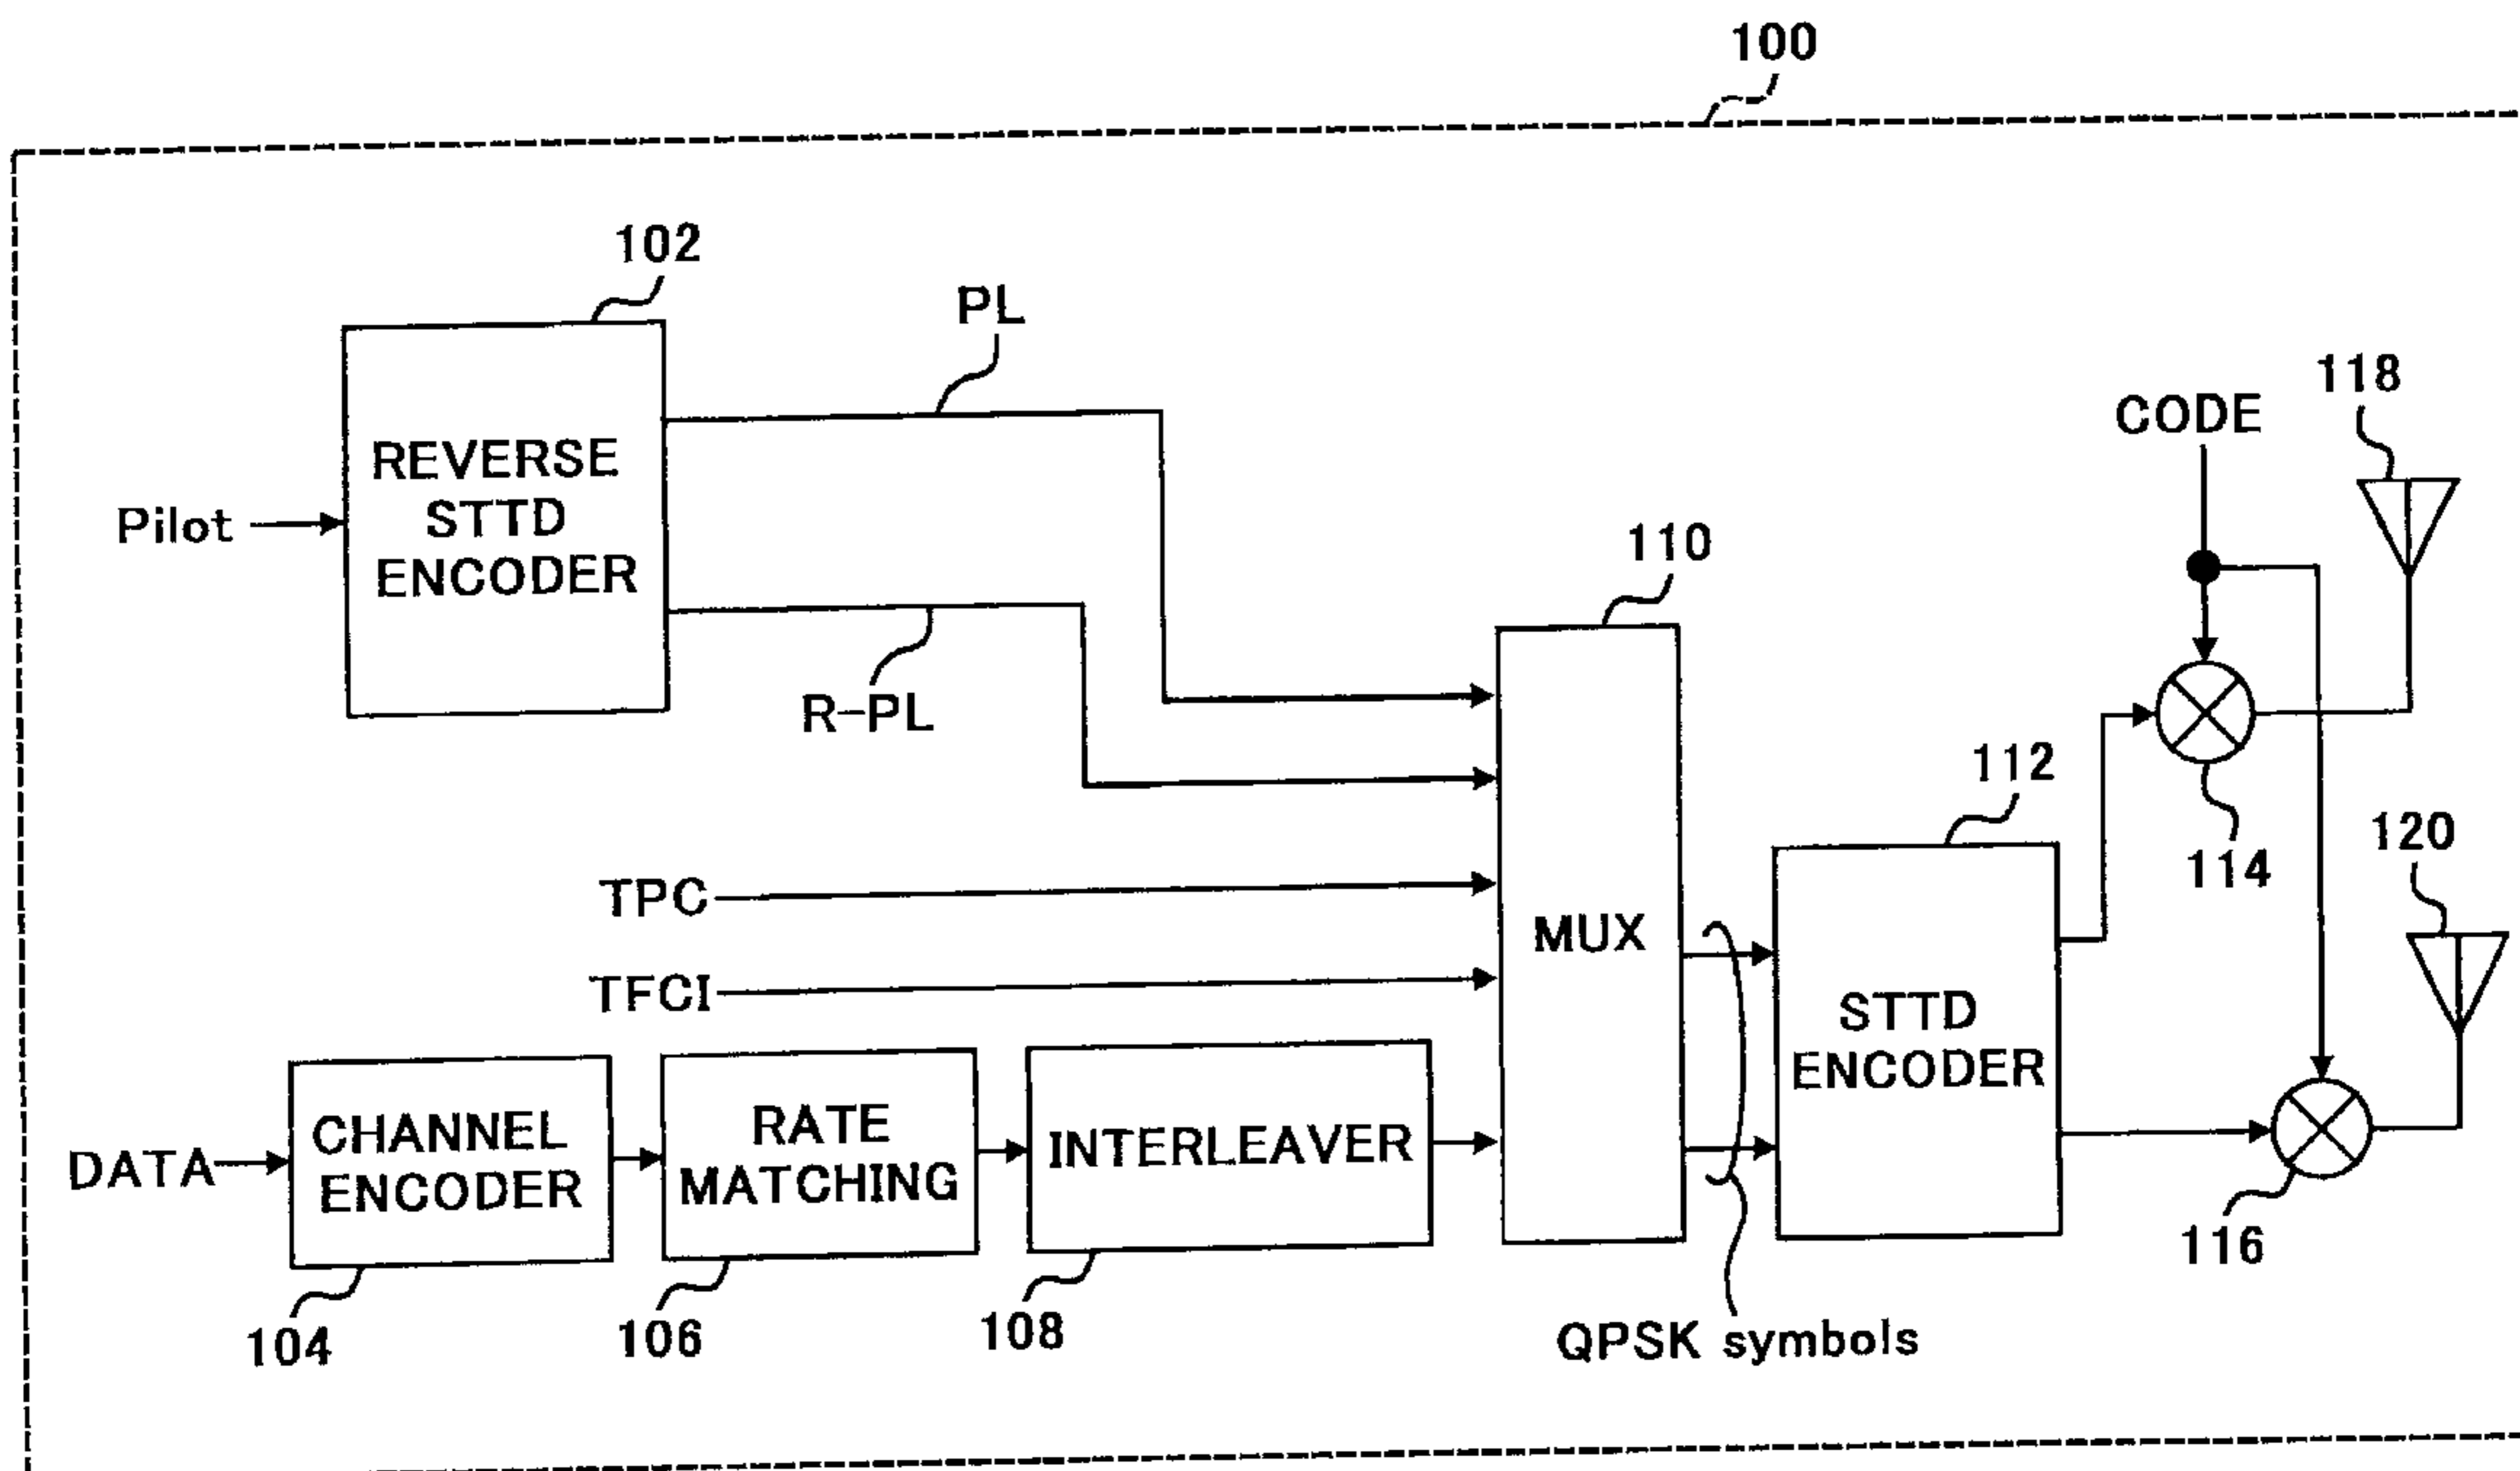 100
102
PL
118
CODE
REVERSE
STTD
ENCODER
Pilot
110
R-PL
112
114
120
TPC
MUX
TFCI
STTD
ENCODER
CHANNEL
ENCODER
RATE
MATCHING
INTERLEAVER
DATA
116
104
106
108
QPSK symbols